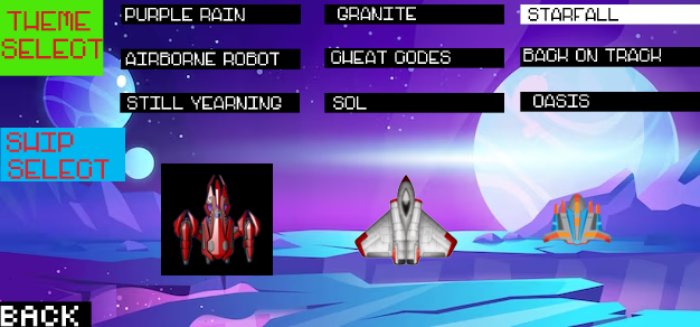 THEME
SELECT
PURPLE RAIN
GRANITE
STARFALL
AIRBORNE ROBOT
CHEAT CODES
BACK ON TRACK
STILL YEARNING
SOL
OASIS
SHIP
SELECT
BACK